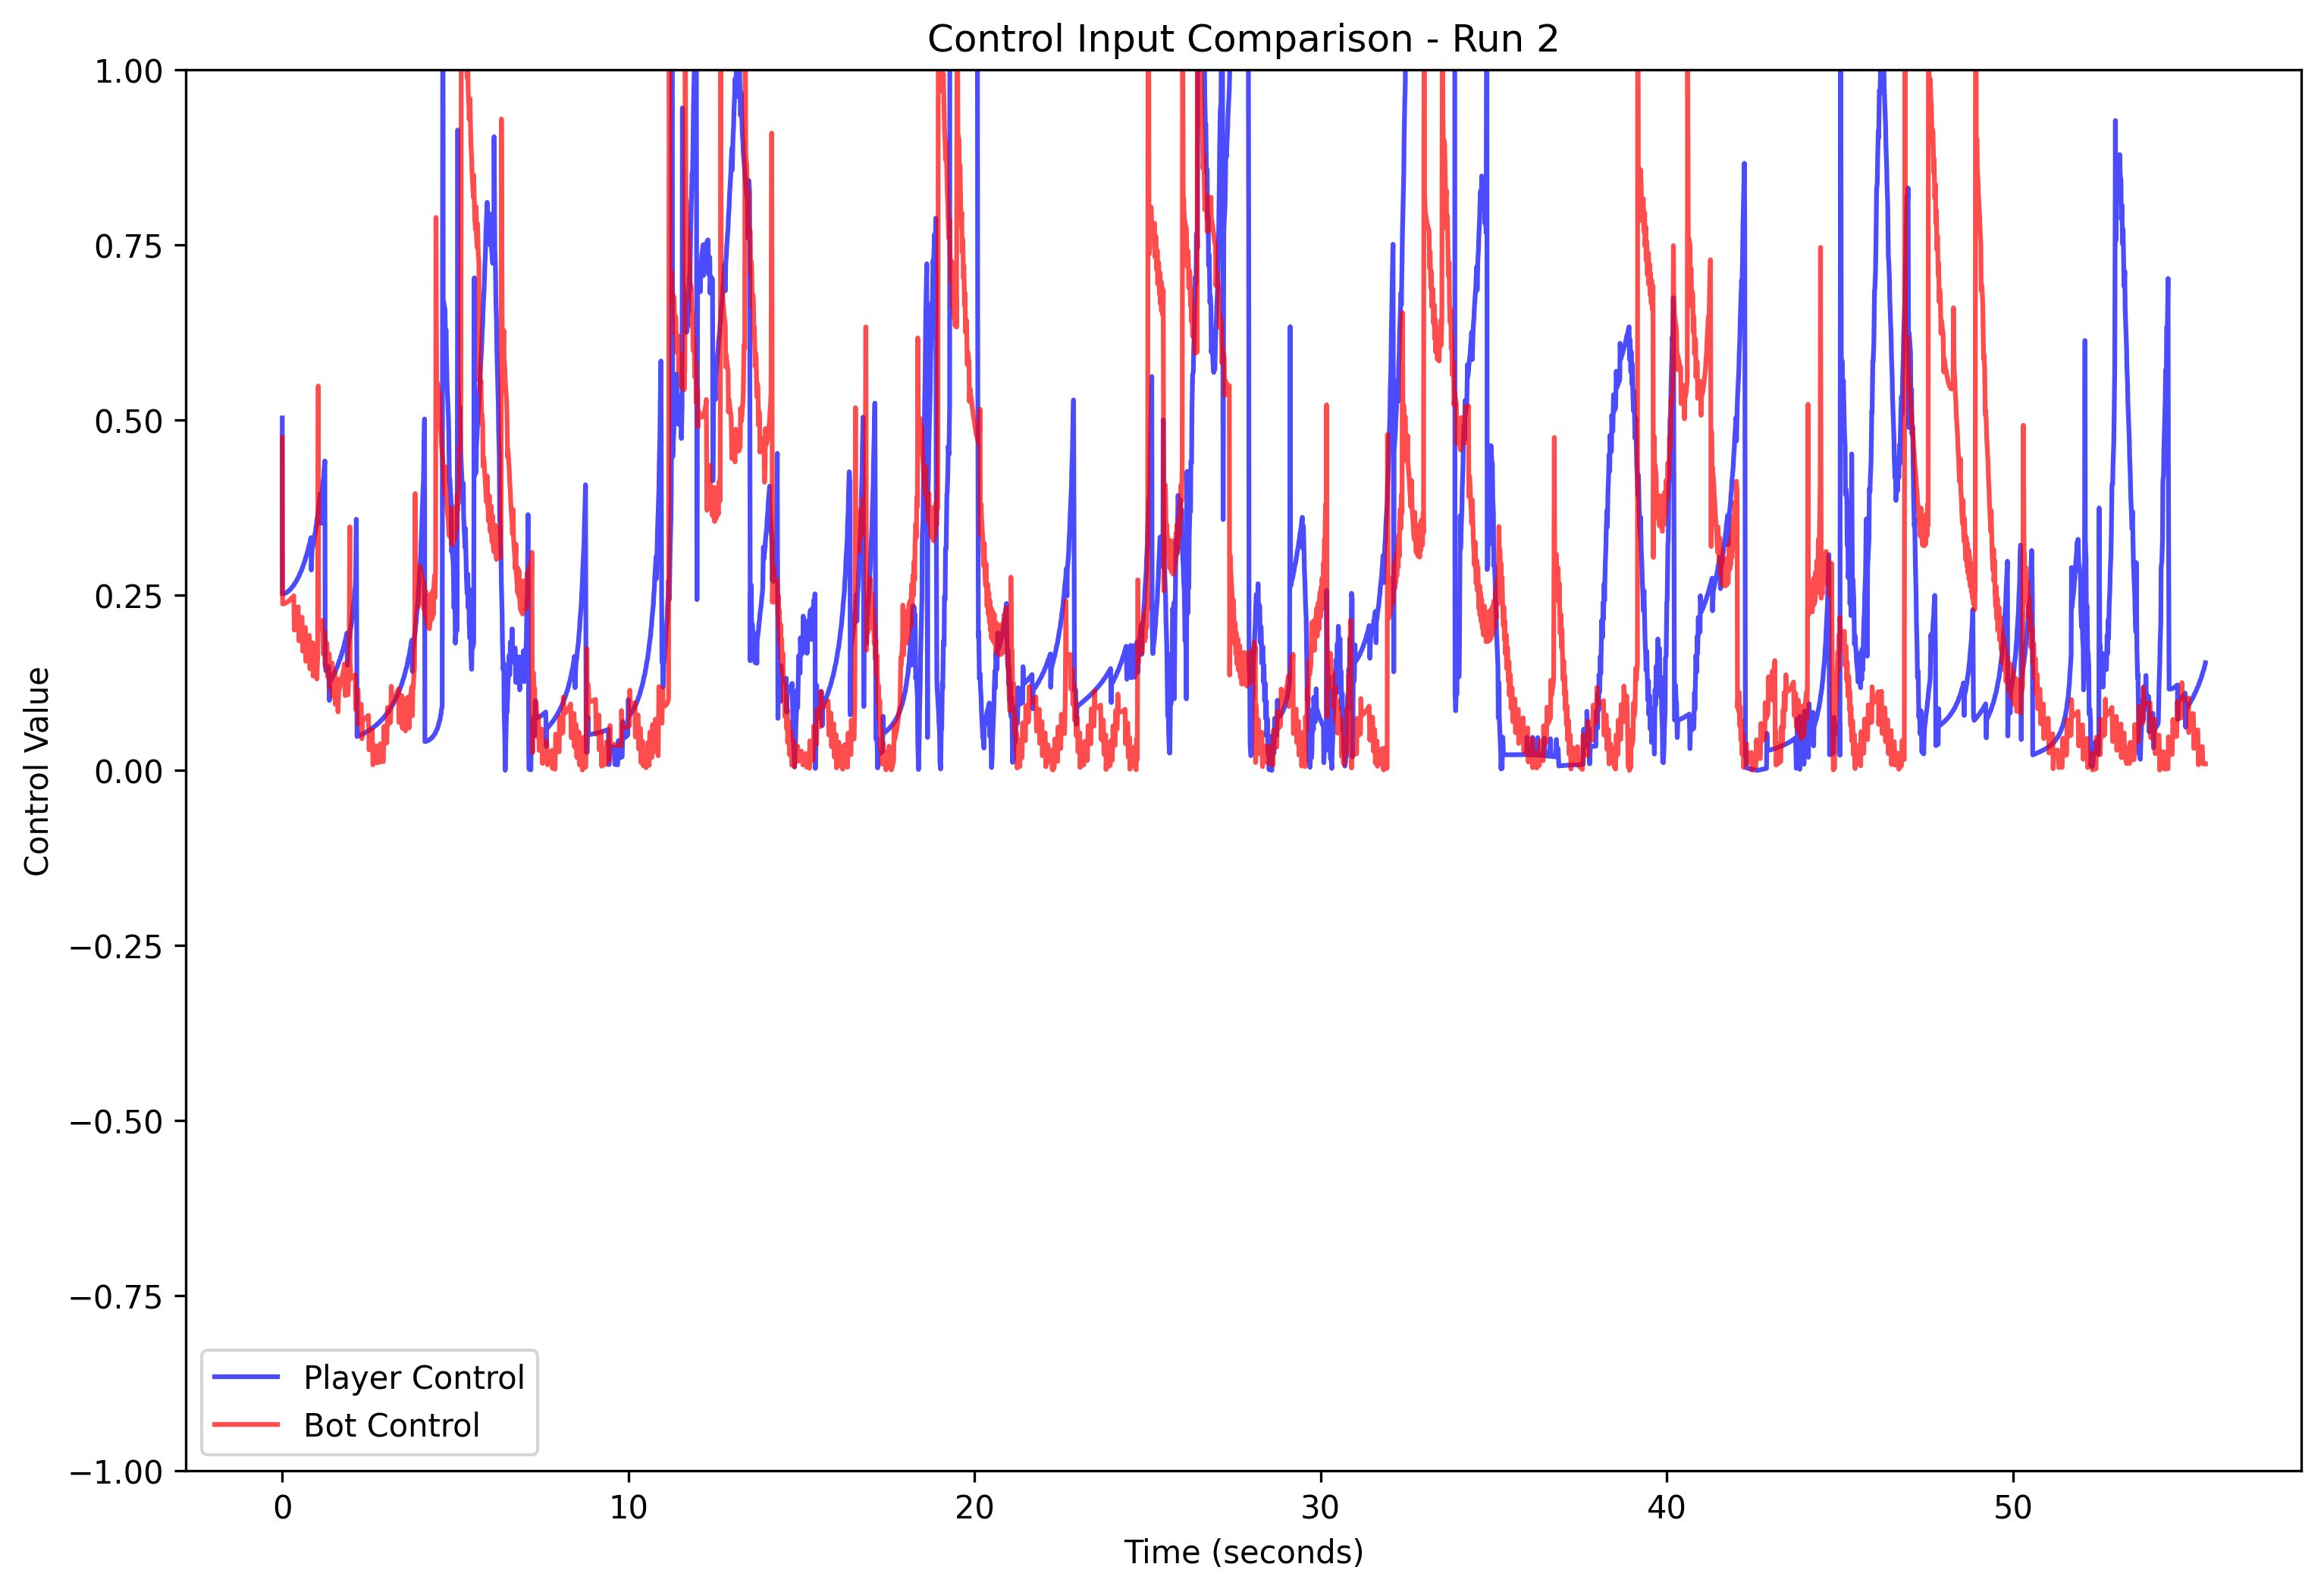 Control Input Comparison - Run 2
1.00
0.75
0.50
0.25
0.00
−0.25
−0.50
−0.75
−1.00
Control Value
Player Control
Bot Control
0 10 20 30 40 50
Time (seconds)